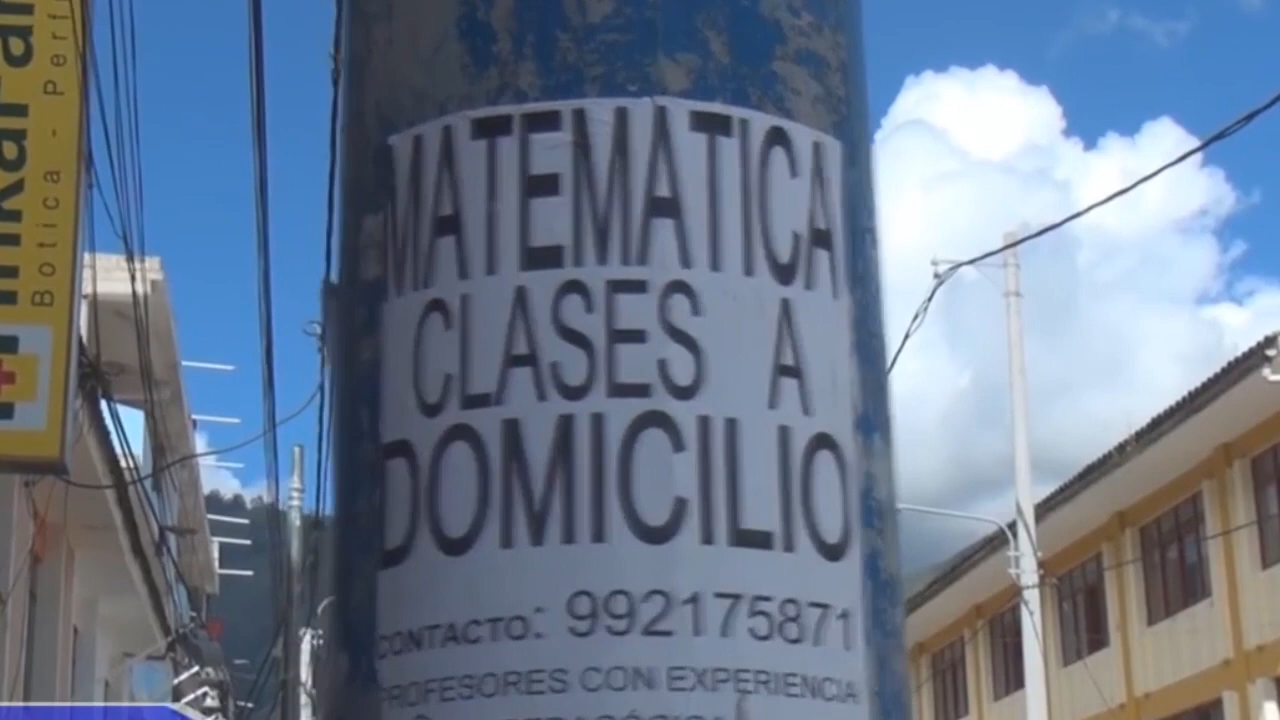 MATEMATICA
CLASES A
DOMICILIO
CONTACTO: 992175871
PROFESORES CON EXPERIENCIA
Botica - Perf